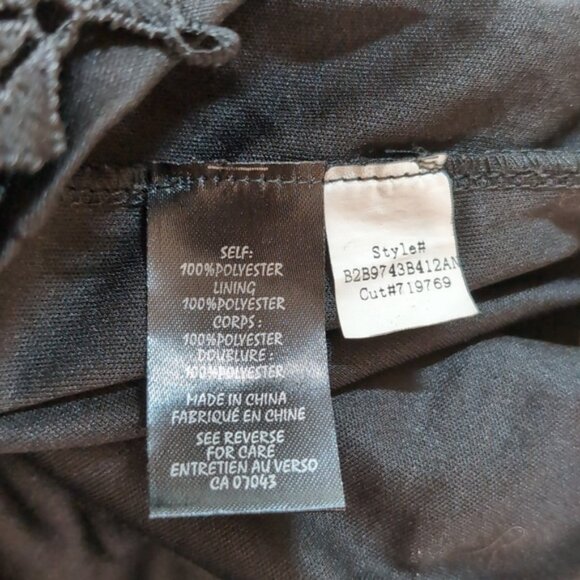 SELF:
100%POLYESTER
LINING
100%POLYESTER
CORPS :
100%POLYESTER
DOUBLURE :
100%POLYESTER
MADE IN CHINA
FABRIQUÉ EN CHINE
SEE REVERSE
FOR CARE
ENTRETIEN AU VERSO
CA 07043
Style#
B2B9743B412AN
Cut#719769